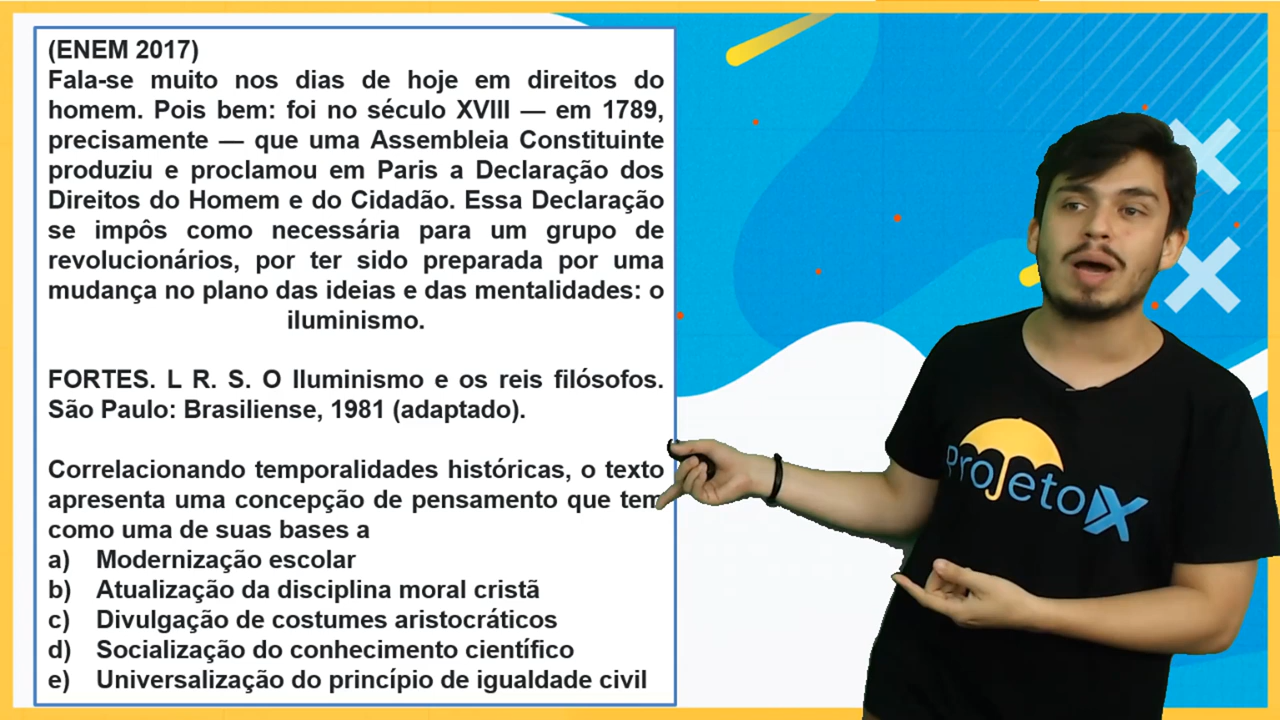 (ENEM 2017)
Fala-se muito nos dias de hoje em direitos do
homem. Pois bem: foi no século XVIII — em 1789,
precisamente — que uma Assembleia Constituinte
produziu e proclamou em Paris a Declaração dos
Direitos do Homem e do Cidadão. Essa Declaração
se impôs como necessária para um grupo de
revolucionários, por ter sido preparada por uma
mudança no plano das ideias e das mentalidades: o
iluminismo.
FORTES. L R. S. O Iluminismo e os reis filósofos.
São Paulo: Brasiliense, 1981 (adaptado).
Correlacionando temporalidades históricas, o texto
apresenta uma concepção de pensamento que tem
como uma de suas bases a
a) Modernização escolar
b) Atualização da disciplina moral cristã
c) Divulgação de costumes aristocráticos
d) Socialização do conhecimento científico
e) Universalização do princípio de igualdade civil
Projeto X